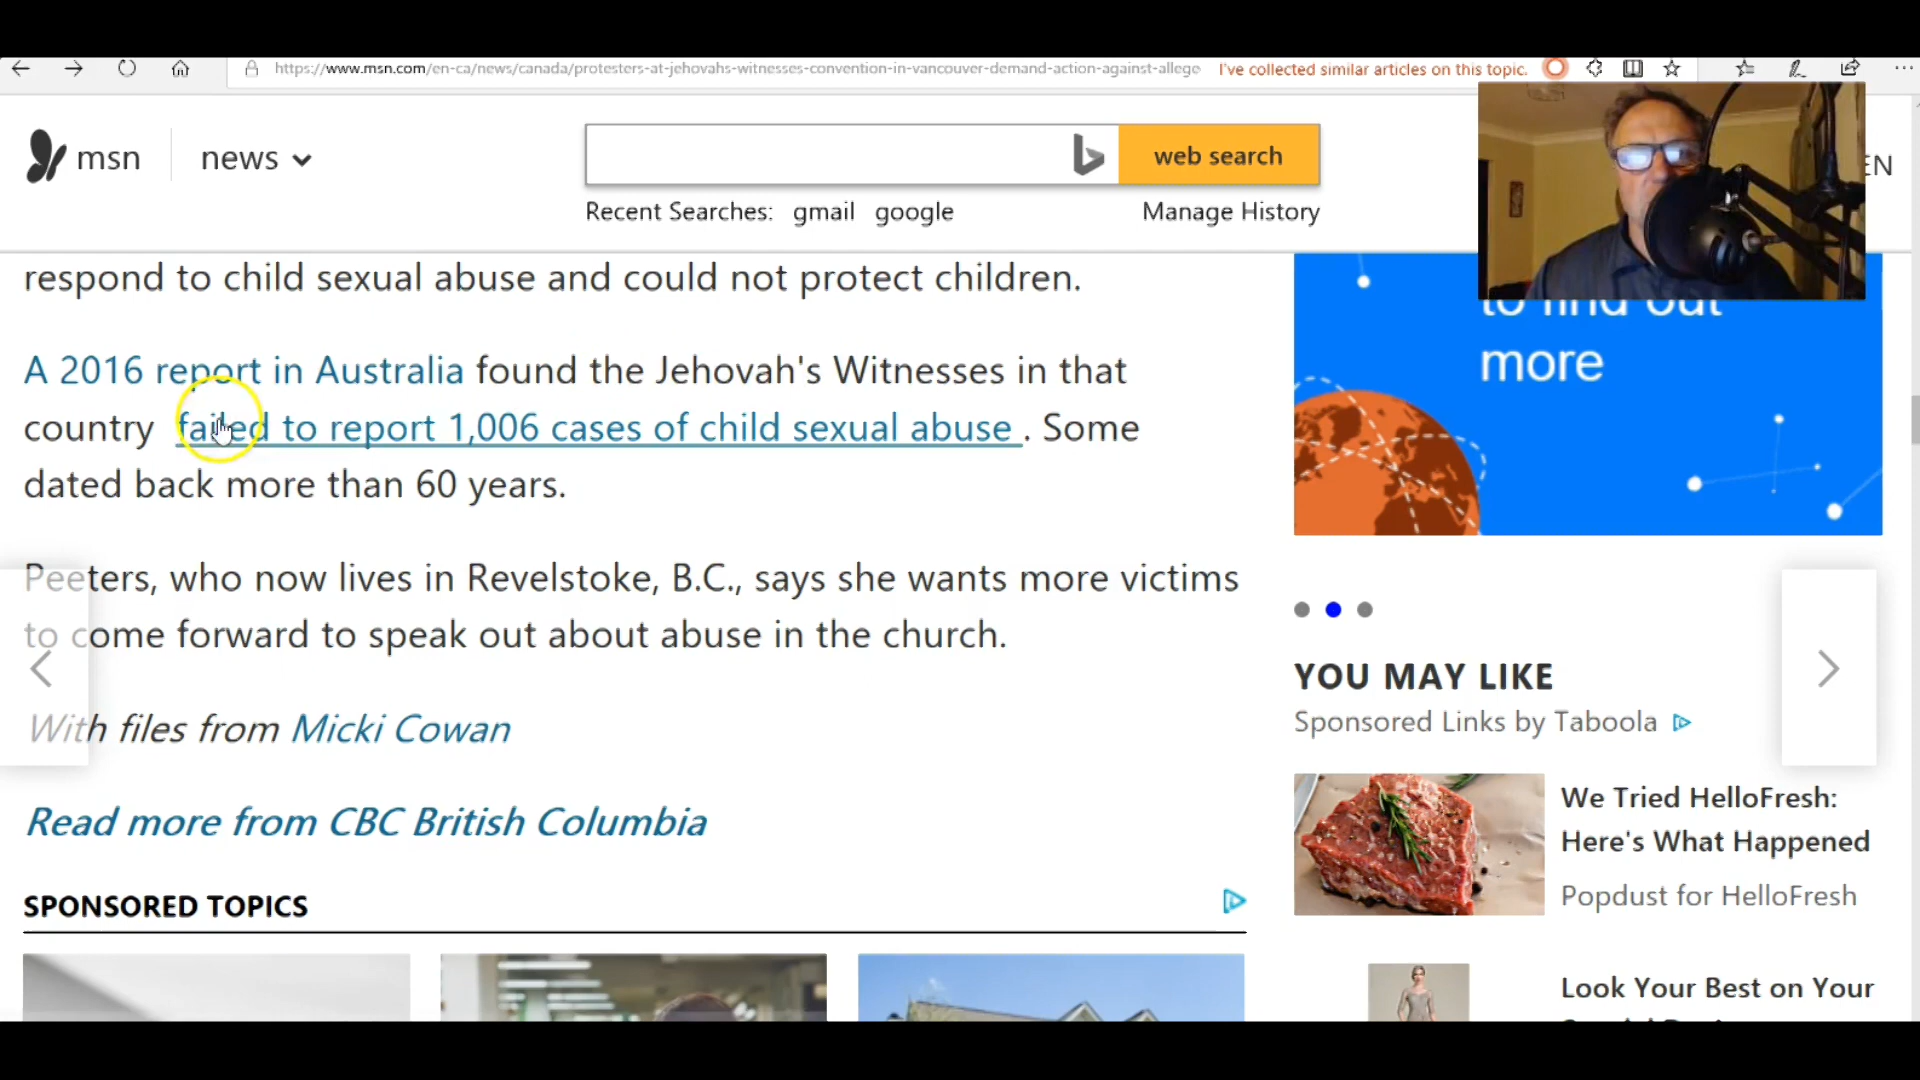 https://www.msn.com/en-ca/news/canada/protesters-at-jehovahs-witnesses-convention-in-vancouver-demand-action-against-allege
I've collected similar articles on this topic.
msn
news
web search
EN
Recent Searches: gmail google
Manage History
respond to child sexual abuse and could not protect children.
A 2016 report in Australia found the Jehovah's Witnesses in that
country failed to report 1,006 cases of child sexual abuse . Some
dated back more than 60 years.
Peeters, who now lives in Revelstoke, B.C., says she wants more victims
to come forward to speak out about abuse in the church.
With files from Micki Cowan
Read more from CBC British Columbia
SPONSORED TOPICS
to find out
more
YOU MAY LIKE
Sponsored Links by Taboola
We Tried HelloFresh:
Here's What Happened
Popdust for HelloFresh
Look Your Best on Your